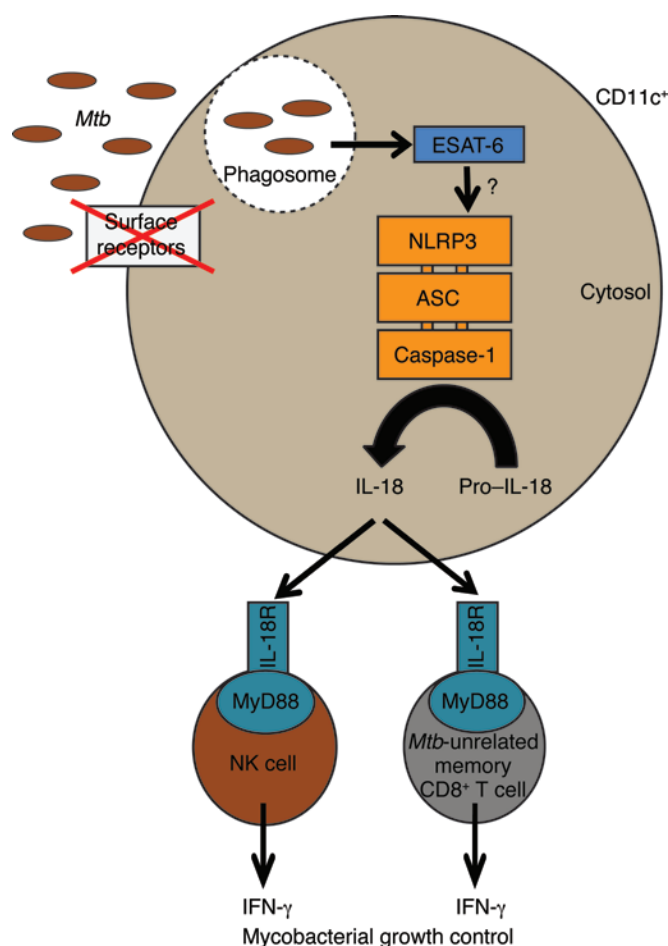 CD11c⁺
Mtb
Phagosome
ESAT-6
?
Surface
receptors
NLRP3
ASC
Cytosol
Caspase-1
IL-18
Pro–IL-18
IL-18R
IL-18R
MyD88
MyD88
NK cell
Mtb-unrelated
memory
CD8⁺ T cell
IFN-γ
IFN-γ
Mycobacterial growth control